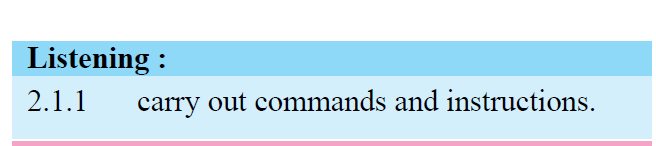 Listening :
2.1.1 carry out commands and instructions.